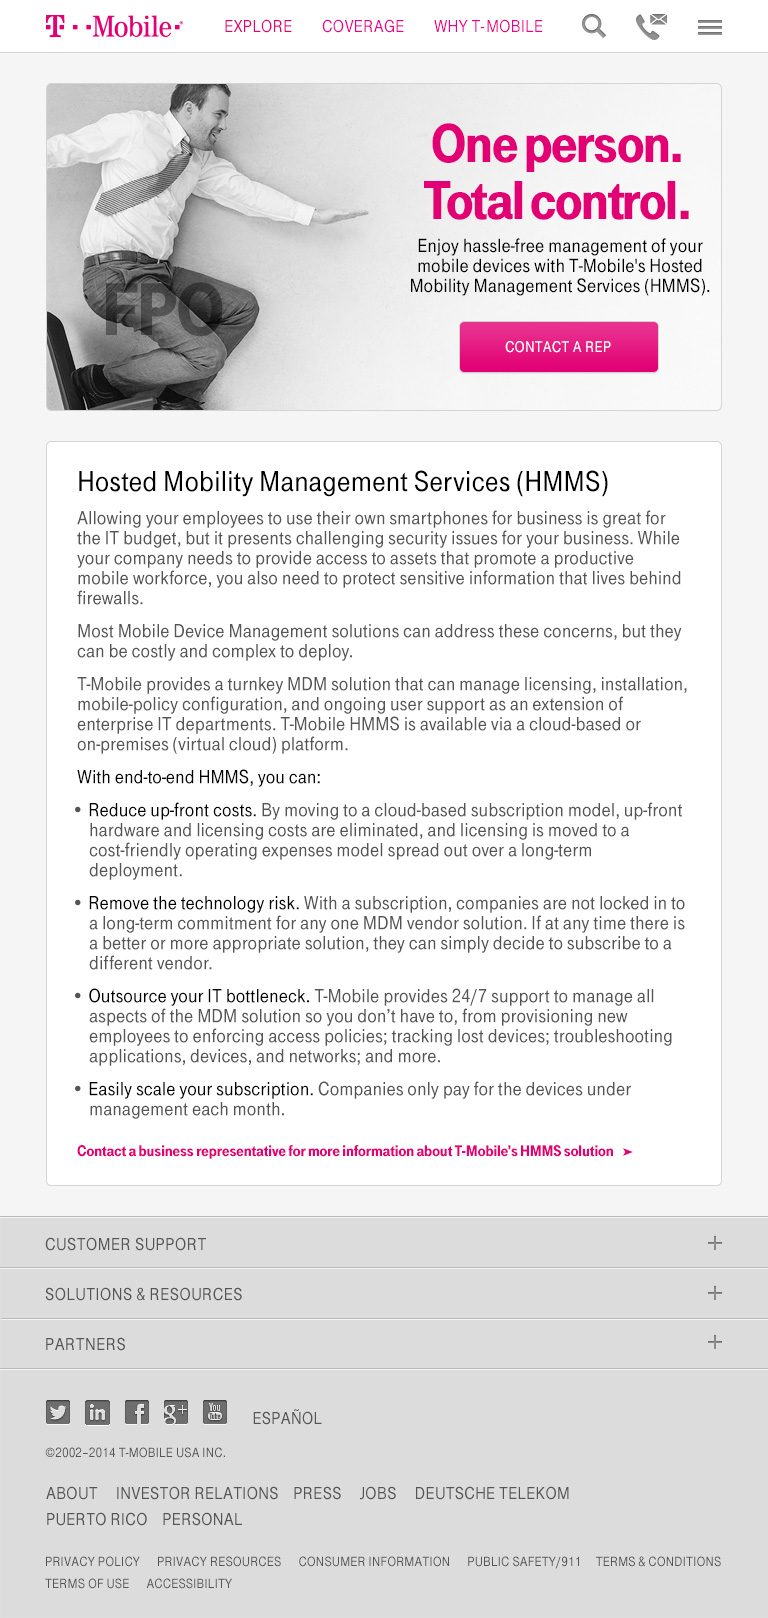 T··Mobile·
EXPLORE COVERAGE WHY T-MOBILE
One person.
Total control.
Enjoy hassle-free management of your
mobile devices with T-Mobile's Hosted
Mobility Management Services (HMMS).
FPO
CONTACT A REP
Hosted Mobility Management Services (HMMS)
Allowing your employees to use their own smartphones for business is great for
the IT budget, but it presents challenging security issues for your business. While
your company needs to provide access to assets that promote a productive
mobile workforce, you also need to protect sensitive information that lives behind
firewalls.
Most Mobile Device Management solutions can address these concerns, but they
can be costly and complex to deploy.
T-Mobile provides a turnkey MDM solution that can manage licensing, installation,
mobile-policy configuration, and ongoing user support as an extension of
enterprise IT departments. T-Mobile HMMS is available via a cloud-based or
on-premises (virtual cloud) platform.
With end-to-end HMMS, you can:
• Reduce up-front costs. By moving to a cloud-based subscription model, up-front
hardware and licensing costs are eliminated, and licensing is moved to a
cost-friendly operating expenses model spread out over a long-term
deployment.
• Remove the technology risk. With a subscription, companies are not locked in to
a long-term commitment for any one MDM vendor solution. If at any time there is
a better or more appropriate solution, they can simply decide to subscribe to a
different vendor.
• Outsource your IT bottleneck. T-Mobile provides 24/7 support to manage all
aspects of the MDM solution so you don’t have to, from provisioning new
employees to enforcing access policies; tracking lost devices; troubleshooting
applications, devices, and networks; and more.
• Easily scale your subscription. Companies only pay for the devices under
management each month.
Contact a business representative for more information about T-Mobile's HMMS solution
CUSTOMER SUPPORT
SOLUTIONS & RESOURCES
PARTNERS
in f g+ You Tube ESPAÑOL
©2002–2014 T-MOBILE USA INC.
ABOUT INVESTOR RELATIONS PRESS JOBS DEUTSCHE TELEKOM
PUERTO RICO PERSONAL
PRIVACY POLICY PRIVACY RESOURCES CONSUMER INFORMATION PUBLIC SAFETY/911 TERMS & CONDITIONS
TERMS OF USE ACCESSIBILITY